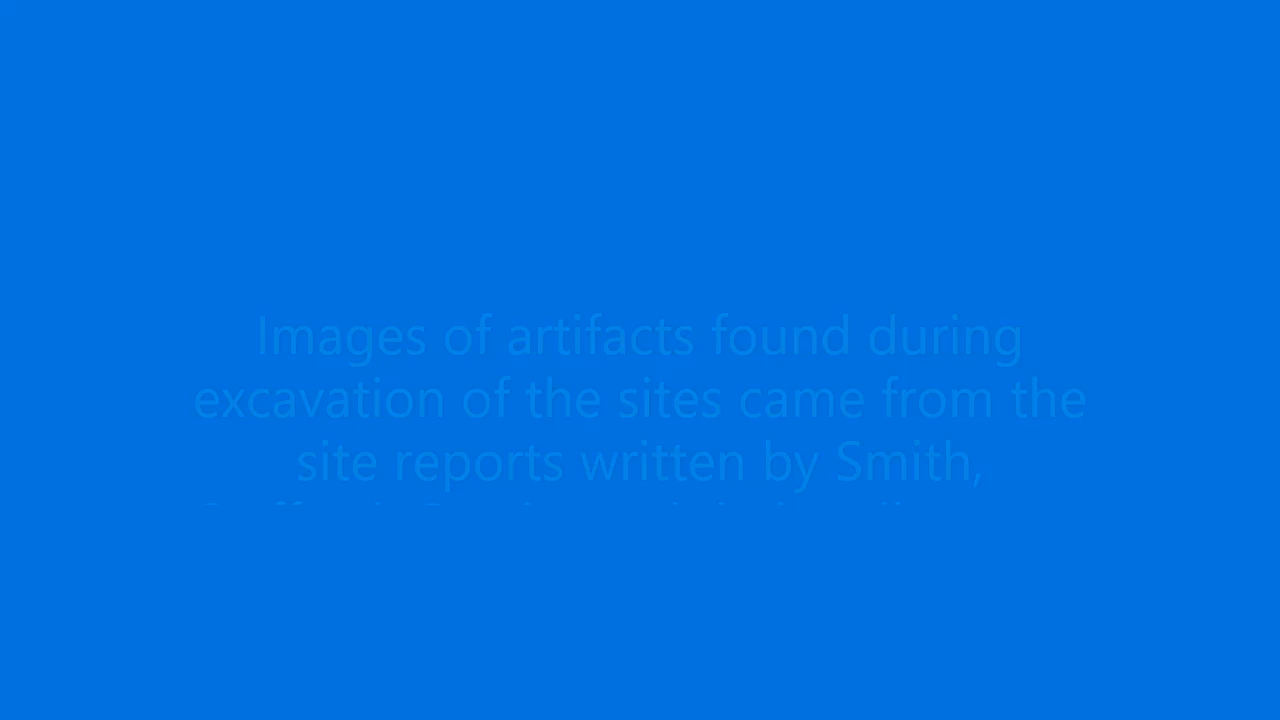 Images of artifacts found during
excavation of the sites came from the
site reports written by Smith,